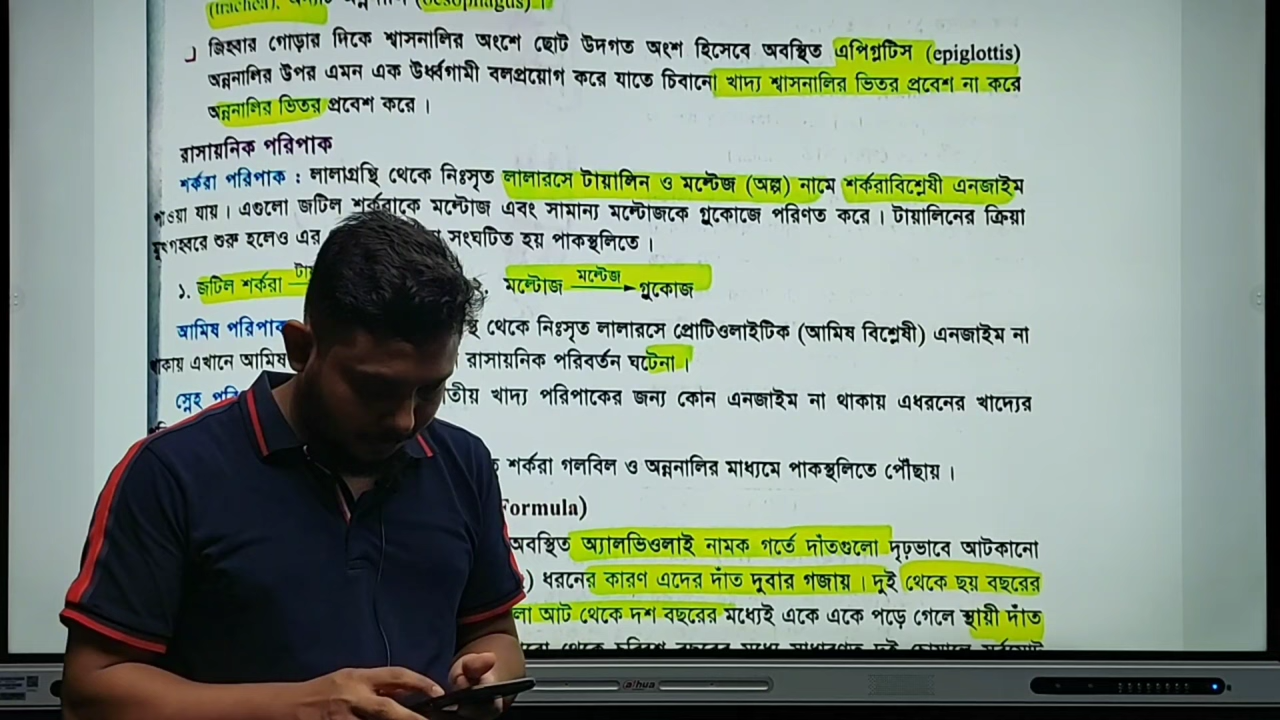 (trachea), (oesophagus) ।
জিহ্বার গোড়ার দিকে শ্বাসনালির অংশে ছোট উদগত অংশ হিসেবে অবস্থিত এপিগ্লটিস (epiglottis)
অন্ননালির উপর এমন এক উর্ধ্বগামী বলপ্রয়োগ করে যাতে চিবানো খাদ্য শ্বাসনালির ভিতর প্রবেশ না করে
অন্ননালির ভিতর প্রবেশ করে ।
রাসায়নিক পরিপাক
শর্করা পরিপাক : লালাগ্রন্থি থেকে নিঃসৃত লালারসে টায়ালিন ও মল্টেজ (অল্প) নামে শর্করাবিশ্লেষী এনজাইম
পাওয়া যায় । এগুলো জটিল শর্করাকে মল্টোজ এবং সামান্য মল্টোজকে গ্লুকোজে পরিণত করে । টায়ালিনের ক্রিয়া
মুখগহ্বরে শুরু হলেও এর সংঘটিত হয় পাকস্থলিতে ।
১. জটিল শর্করা ২. মল্টোজ মল্টেজ গ্লুকোজ
আমিষ পরিপাক থেকে নিঃসৃত লালারসে প্রোটিওলাইটিক (আমিষ বিশ্লেষী) এনজাইম না
থাকায় এখানে আমিষ রাসায়নিক পরিবর্তন ঘটেনা ।
স্নেহ খাদ্য পরিপাকের জন্য কোন এনজাইম না থাকায় এধরনের খাদ্যের
শর্করা গলবিল ও অন্ননালির মাধ্যমে পাকস্থলিতে পৌঁছায় ।
Formula)
অবস্থিত অ্যালভিওলাই নামক গর্তে দাঁতগুলো দৃঢ়ভাবে আটকানো
ধরনের কারণ এদের দাঁত দুবার গজায় । দুই থেকে ছয় বছরের
আট থেকে দশ বছরের মধ্যেই একে একে পড়ে গেলে স্থায়ী দাঁত
alhua